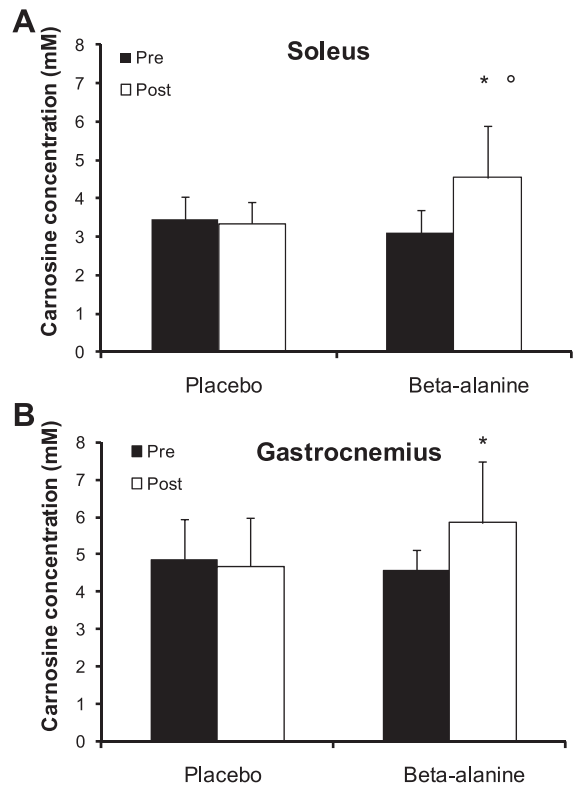 A
Soleus
Carnosine concentration (mM)
8
7
6
5
4
3
2
1
0
Pre
Post
* °
Placebo Beta-alanine
B
Gastrocnemius
Carnosine concentration (mM)
8
7
6
5
4
3
2
1
0
Pre
Post
*
Placebo Beta-alanine